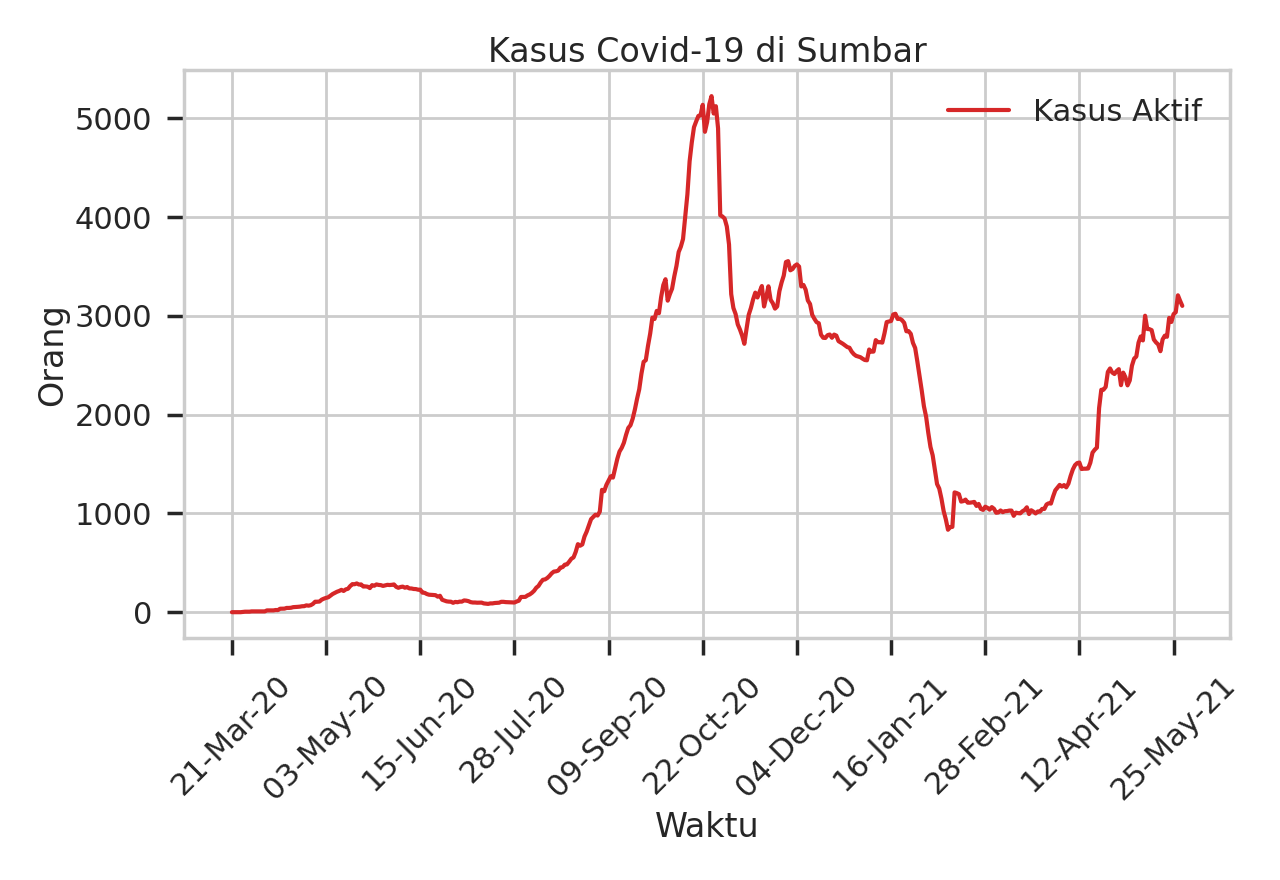 Kasus Covid-19 di Sumbar
Kasus Aktif
5000
4000
3000
2000
1000
0
Orang
21-Mar-20
03-May-20
15-Jun-20
28-Jul-20
09-Sep-20
22-Oct-20
04-Dec-20
16-Jan-21
28-Feb-21
12-Apr-21
25-May-21
Waktu